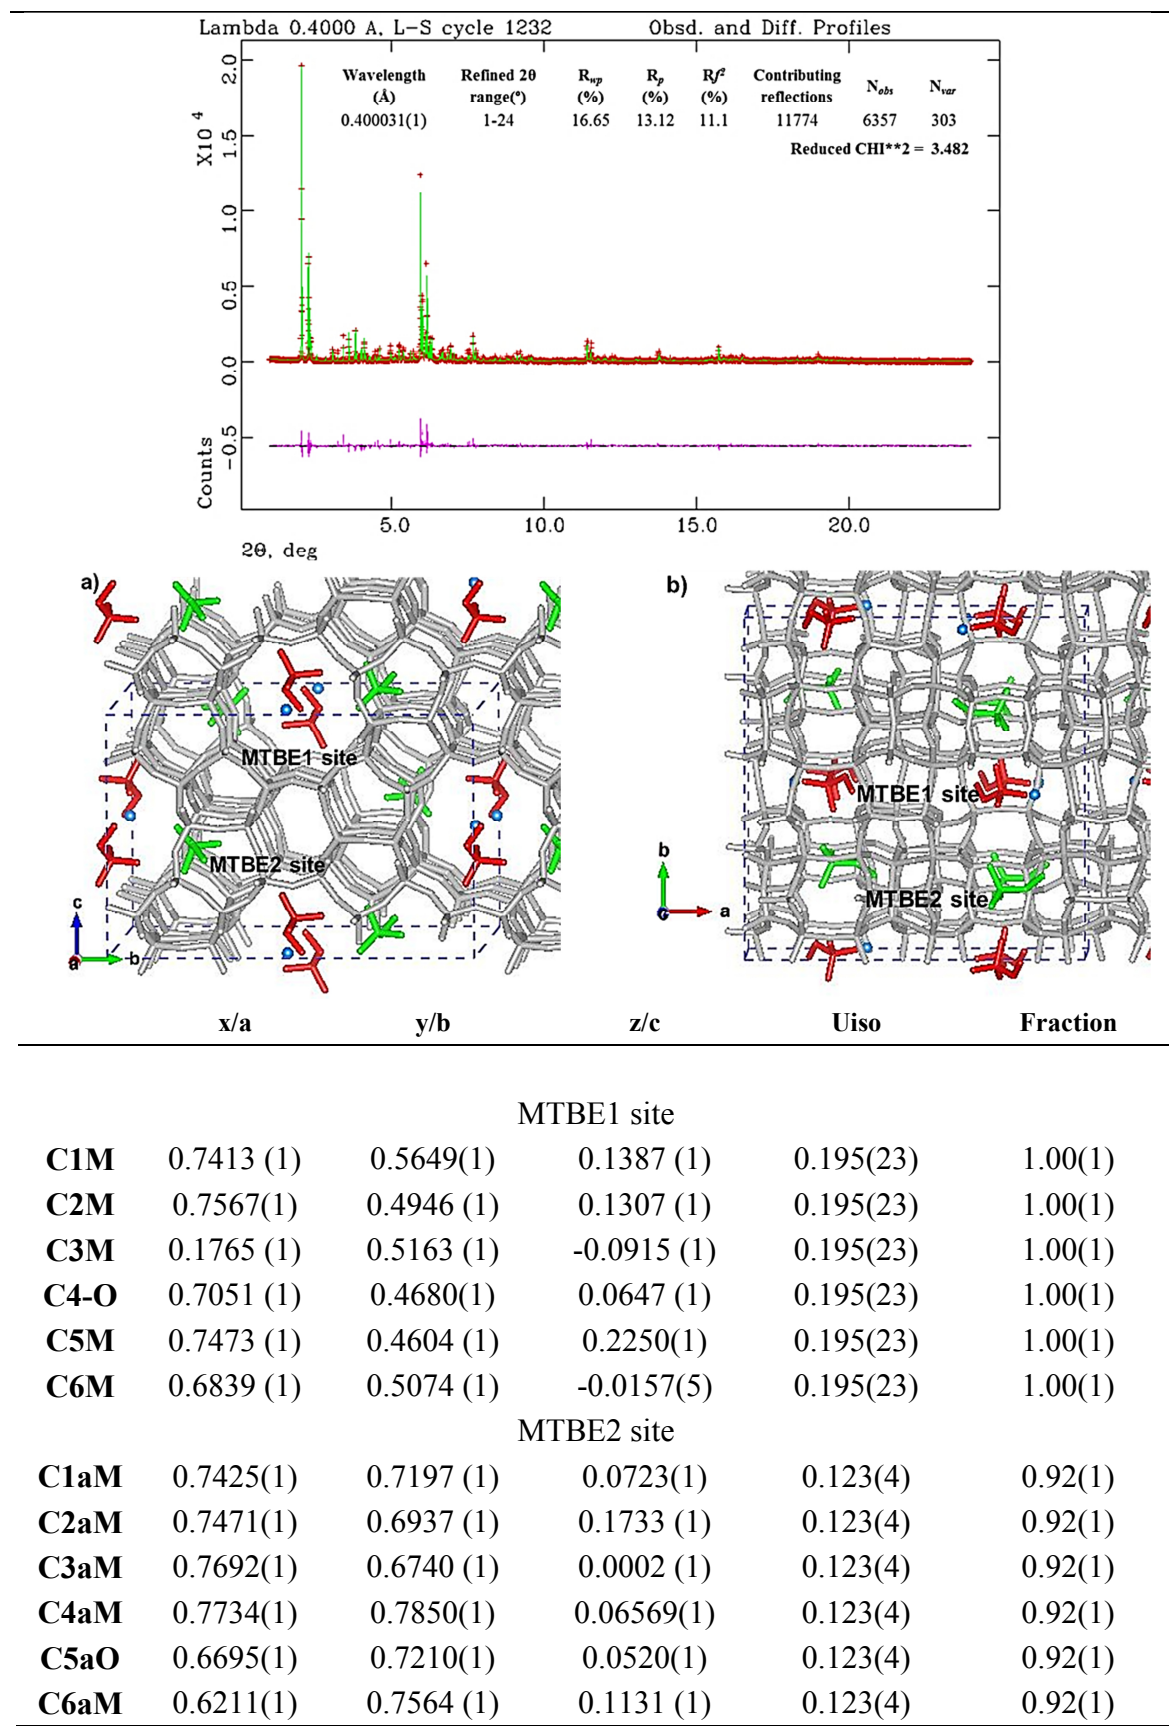 Lambda 0.4000 A, L-S cycle 1232 Obsd. and Diff. Profiles
Wavelength (Å) Refined 2θ range(°) Rwp (%) Rp (%) Rf² (%) Contributing reflections Nobs Nvar
0.400031(1) 1-24 16.65 13.12 11.1 11774 6357 303
Reduced CHI**2 = 3.482
X10 4
2.0
1.5
1.0
0.5
0.0
-0.5
Counts
5.0 10.0 15.0 20.0
2θ, deg
a)
MTBE1 site
MTBE2 site
c
a
b
b)
MTBE1 site
MTBE2 site
b
c
a
x/a y/b z/c Uiso Fraction
MTBE1 site
C1M 0.7413 (1) 0.5649(1) 0.1387 (1) 0.195(23) 1.00(1)
C2M 0.7567(1) 0.4946 (1) 0.1307 (1) 0.195(23) 1.00(1)
C3M 0.1765 (1) 0.5163 (1) -0.0915 (1) 0.195(23) 1.00(1)
C4-O 0.7051 (1) 0.4680(1) 0.0647 (1) 0.195(23) 1.00(1)
C5M 0.7473 (1) 0.4604 (1) 0.2250(1) 0.195(23) 1.00(1)
C6M 0.6839 (1) 0.5074 (1) -0.0157(5) 0.195(23) 1.00(1)
MTBE2 site
C1aM 0.7425(1) 0.7197 (1) 0.0723(1) 0.123(4) 0.92(1)
C2aM 0.7471(1) 0.6937 (1) 0.1733 (1) 0.123(4) 0.92(1)
C3aM 0.7692(1) 0.6740 (1) 0.0002 (1) 0.123(4) 0.92(1)
C4aM 0.7734(1) 0.7850(1) 0.06569(1) 0.123(4) 0.92(1)
C5aO 0.6695(1) 0.7210(1) 0.0520(1) 0.123(4) 0.92(1)
C6aM 0.6211(1) 0.7564 (1) 0.1131 (1) 0.123(4) 0.92(1)